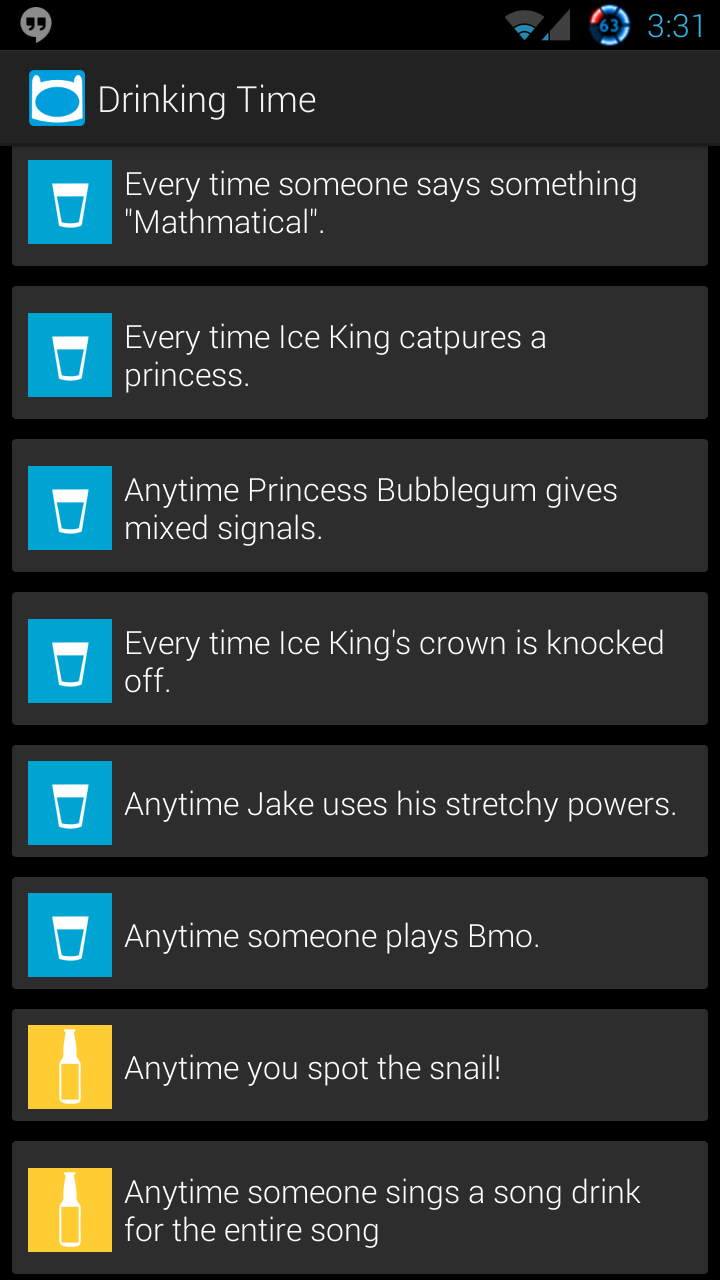 63 3:31
Drinking Time
Every time someone says something
"Mathmatical".
Every time Ice King catpures a
princess.
Anytime Princess Bubblegum gives
mixed signals.
Every time Ice King's crown is knocked
off.
Anytime Jake uses his stretchy powers.
Anytime someone plays Bmo.
Anytime you spot the snail!
Anytime someone sings a song drink
for the entire song